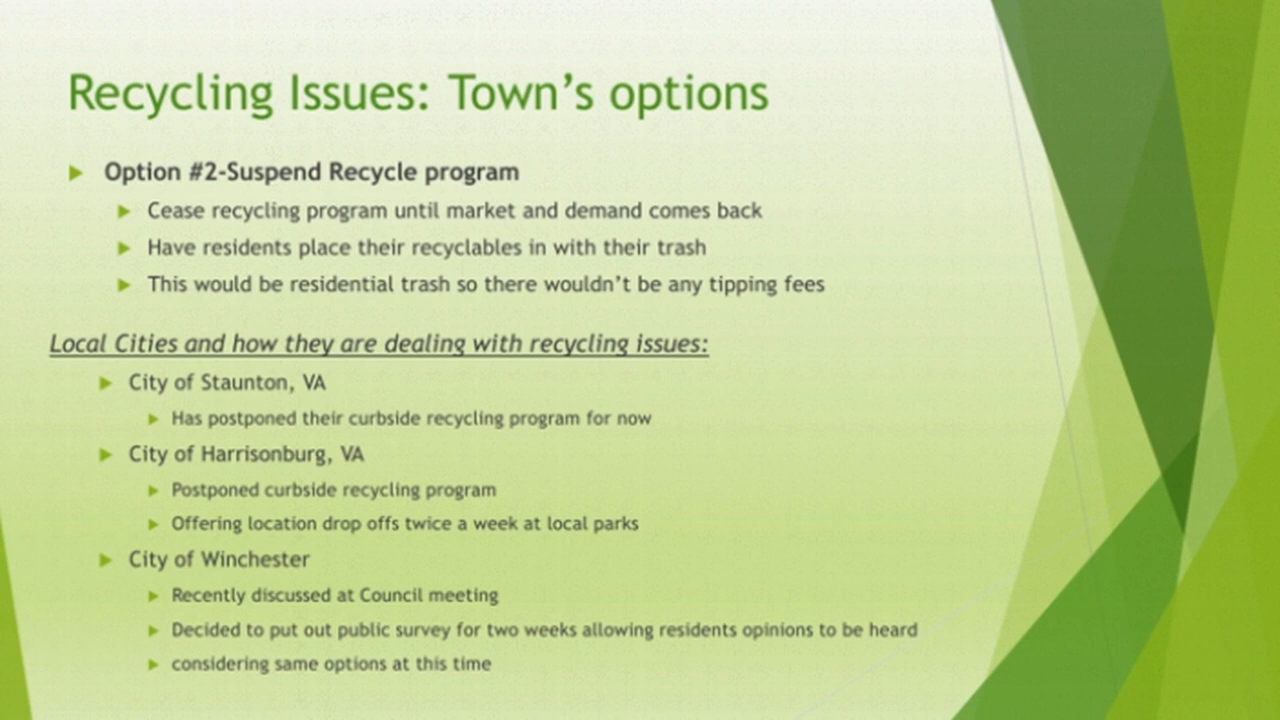 Recycling Issues: Town's options
Option #2-Suspend Recycle program
Cease recycling program until market and demand comes back
Have residents place their recyclables in with their trash
This would be residential trash so there wouldn't be any tipping fees
Local Cities and how they are dealing with recycling issues:
City of Staunton, VA
Has postponed their curbside recycling program for now
City of Harrisonburg, VA
Postponed curbside recycling program
Offering location drop offs twice a week at local parks
City of Winchester
Recently discussed at Council meeting
Decided to put out public survey for two weeks allowing residents opinions to be heard
considering same options at this time